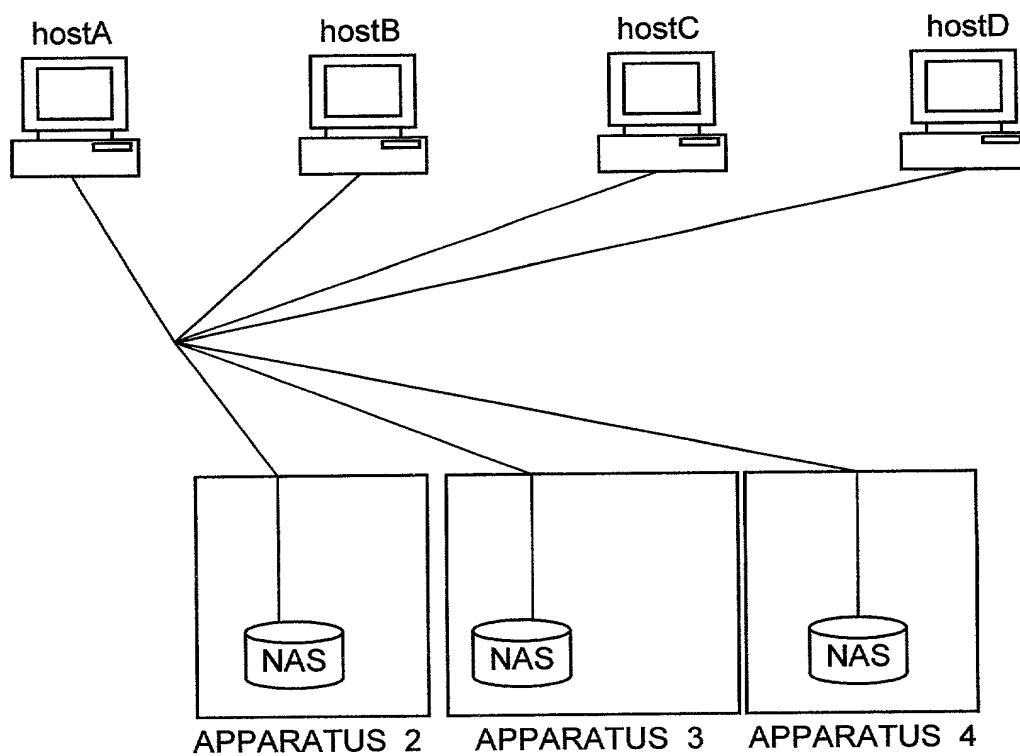 hostA
hostB
hostC
hostD
NAS
NAS
NAS
APPARATUS 2
APPARATUS 3
APPARATUS 4